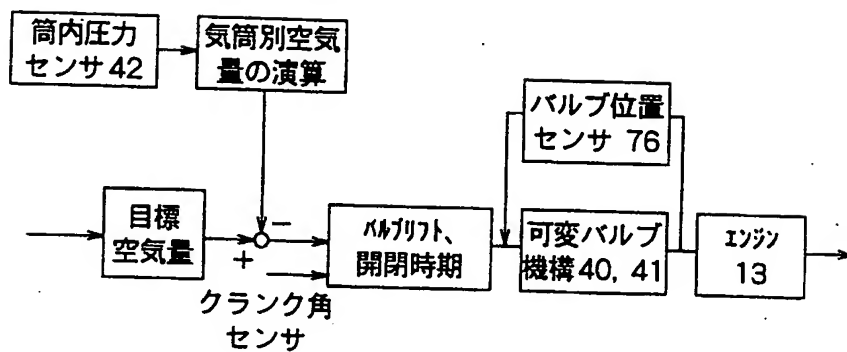 筒内圧力
センサ42
気筒別空気
量の演算
バルブ位置
センサ 76
目標
空気量
−
+
バルブリフト、
開閉時期
可変バルブ
機構40, 41
エンジン
13
クランク角
センサ